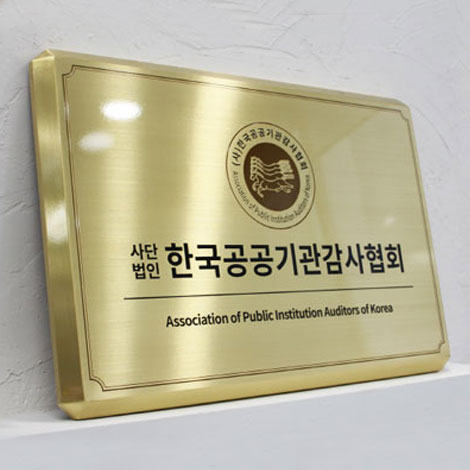 (사)한국공공기관감사협회
Association of Public Institution Auditors of Korea
사단법인 한국공공기관감사협회
Association of Public Institution Auditors of Korea